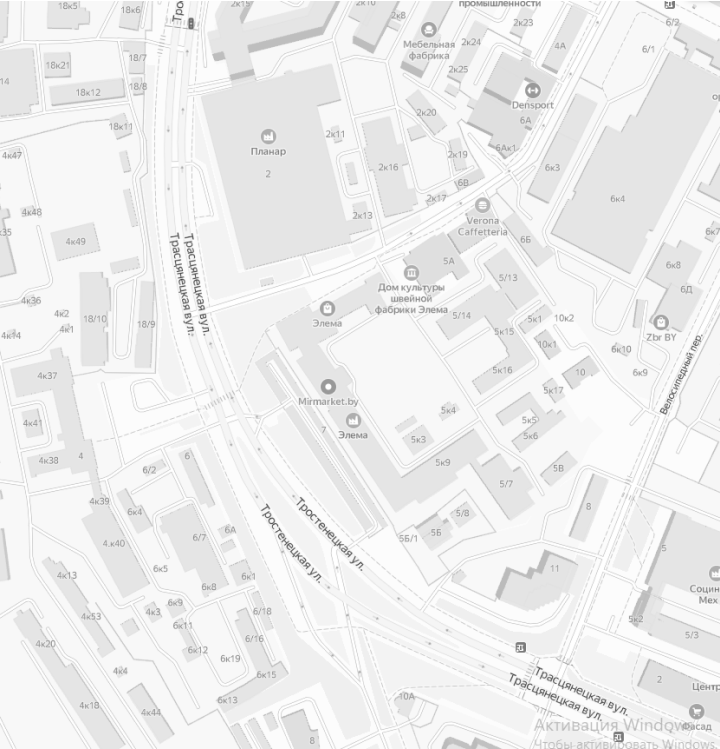 18к5
18к6
Тро
2к15
2к10
2к8
промышленности
2к23
6/2
Мебельная
фабрика
2к24
4А
6/1
18/7
18к21
2к25
14
18к12
18/8
Densport
6А
2к20
18к11
2к11
Планар
6Ак1
4к47
2к19
2к16
6к3
2
6В
2к17
6к4
4к48
2к13
Verona
Caffetteria
к35
6к7
4к49
6Б
5А
6к8
5/13
Дом культуры
швейной
фабрики Элема
6Д
Трасцянецкая вул.
Трасцянецкая вул.
4к36
4к2
4к1
18/10
18/9
Элема
5/14
5к1
10к2
5к15
Zbr BY
4к14
10к1
6к10
5к16
10
6к9
4к37
5к17
Велосипедный пер.
Mirmarket.by
5к4
4к41
7
Элема
5к5
5к3
5к6
4к38
4
6
6/2
5к9
5В
5/7
4к39
6к4
8
Тростенецкая ул.
Тростенецкая ул.
5/8
6А
5Б
6/7
5Б/1
4.к40
5
6к5
11
4к13
6к1
6к8
Социн
Мех
6к9
4к53
4к3
6/18
6к11
5к2
5/3
4к20
6/16
6к12
6к19
4к4
6к15
2
Трасцянецкая вул.
Трасцянецкая вул.
Центр
6к13
10А
4к18
4к44
Фасад
8
Активация Windows
Чтобы активировать Windows